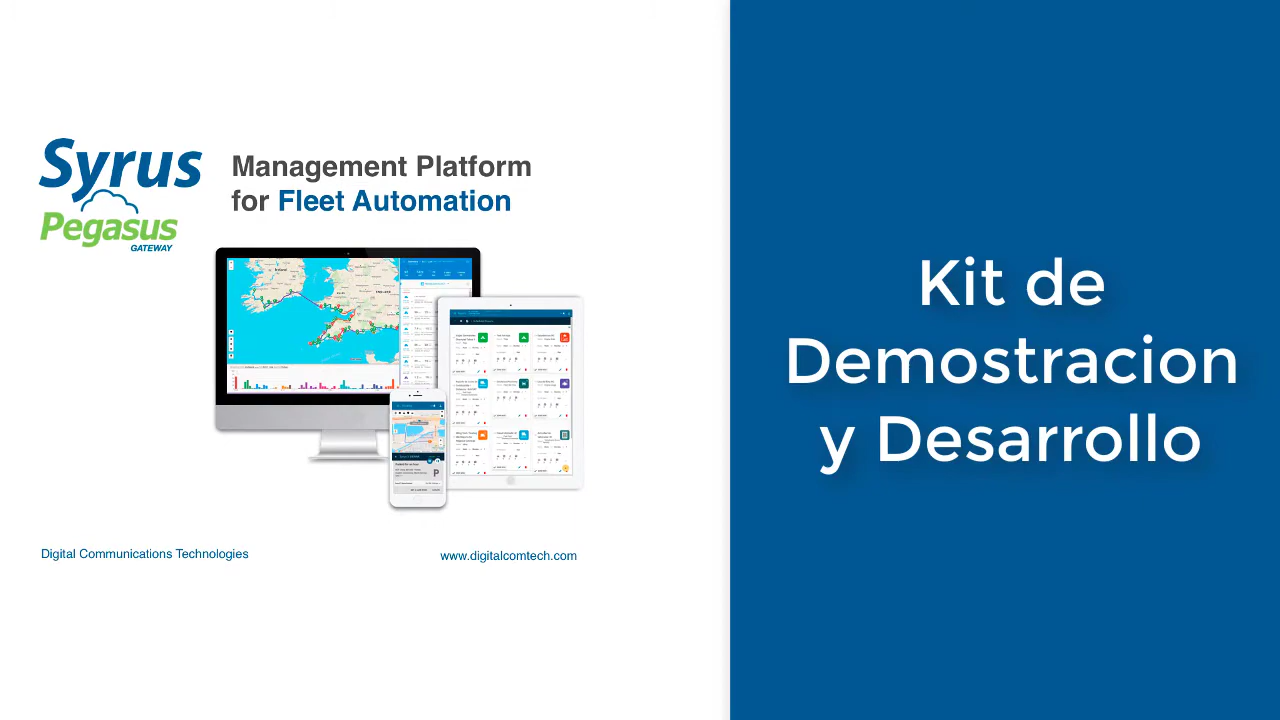 Syrus
Pegasus
GATEWAY
Management Platform
for Fleet Automation
Digital Communications Technologies
www.digitalcomtech.com
Kit de
Demostracion
y Desarrollo